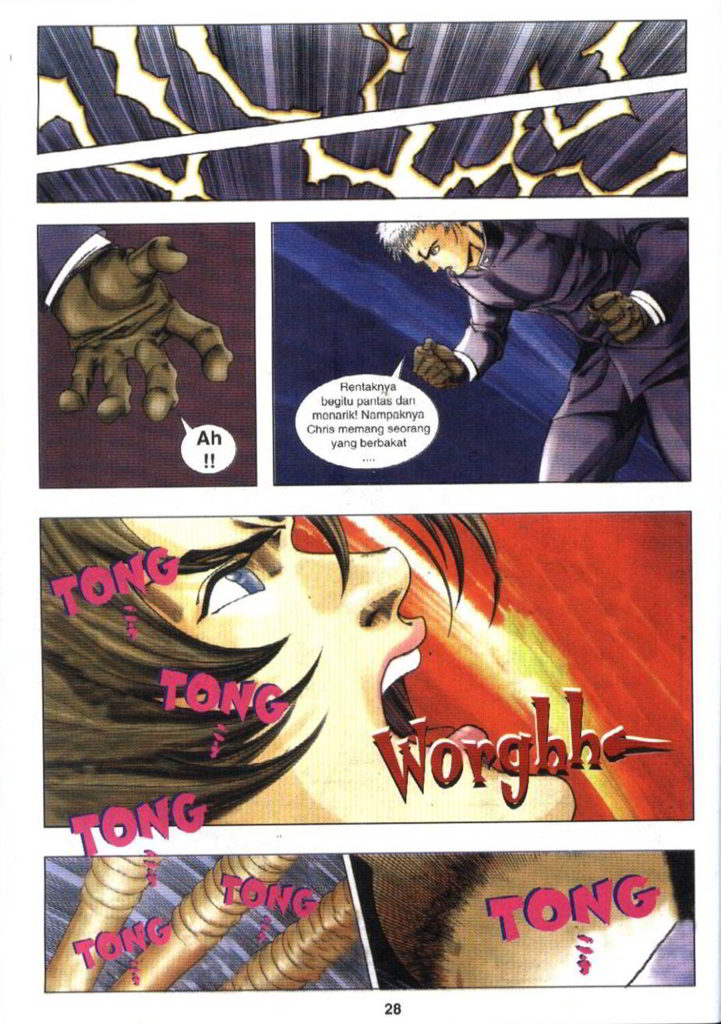 Ah
!!
Rentaknya
begitu pantas dan
menarik! Nampaknya
Chris memang seorang
yang berbakat
....
TONG
TONG
Worghh
TONG
TONG
TONG
TONG
28